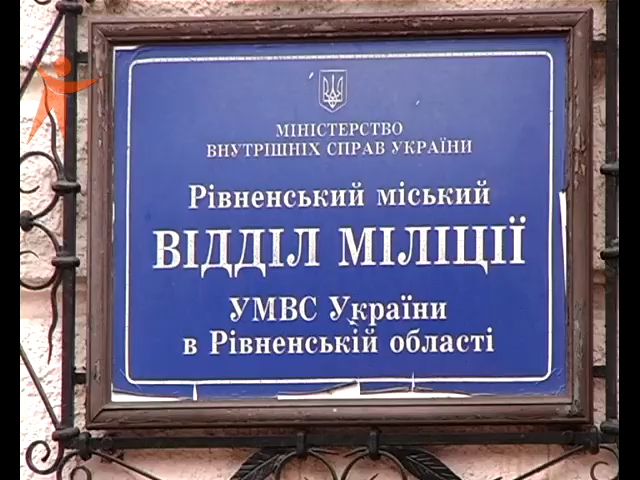 МІНІСТЕРСТВО
ВНУТРІШНІХ СПРАВ УКРАЇНИ
Рівненський міський
ВІДДІЛ МІЛІЦІЇ
УМВС України
в Рівненській області